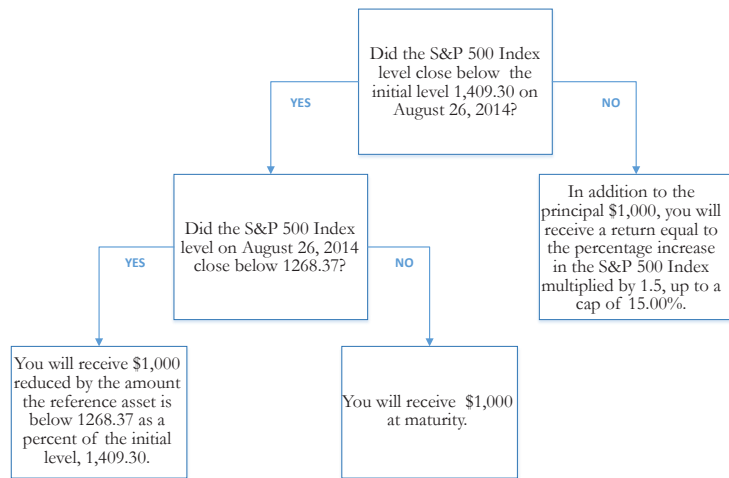 Did the S&P 500 Index
level close below the
initial level 1,409.30 on
August 26, 2014?
YES
NO
Did the S&P 500 Index
level on August 26, 2014
close below 1268.37?
In addition to the
principal $1,000, you will
receive a return equal to
the percentage increase
in the S&P 500 Index
multiplied by 1.5, up to a
cap of 15.00%.
YES
NO
You will receive $1,000
reduced by the amount
the reference asset is
below 1268.37 as a
percent of the initial
level, 1,409.30.
You will receive $1,000
at maturity.